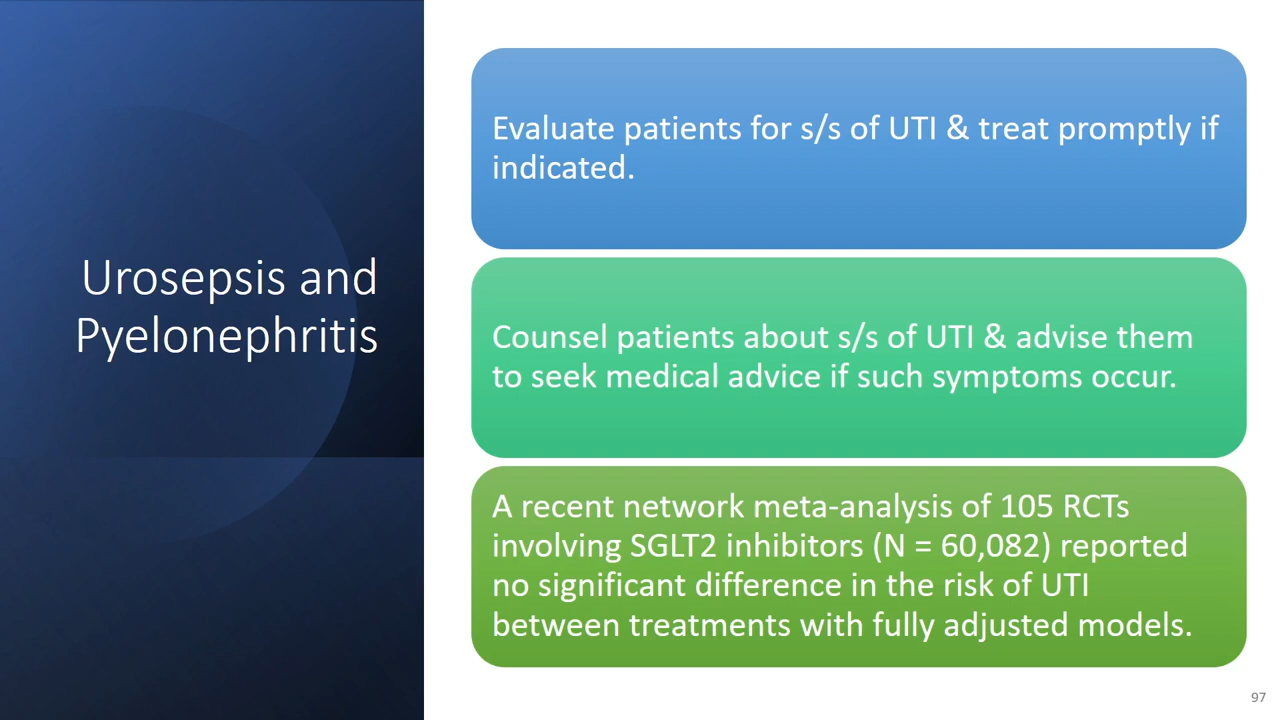 Urosepsis and
Pyelonephritis
Evaluate patients for s/s of UTI & treat promptly if
indicated.
Counsel patients about s/s of UTI & advise them
to seek medical advice if such symptoms occur.
A recent network meta-analysis of 105 RCTs
involving SGLT2 inhibitors (N = 60,082) reported
no significant difference in the risk of UTI
between treatments with fully adjusted models.
97